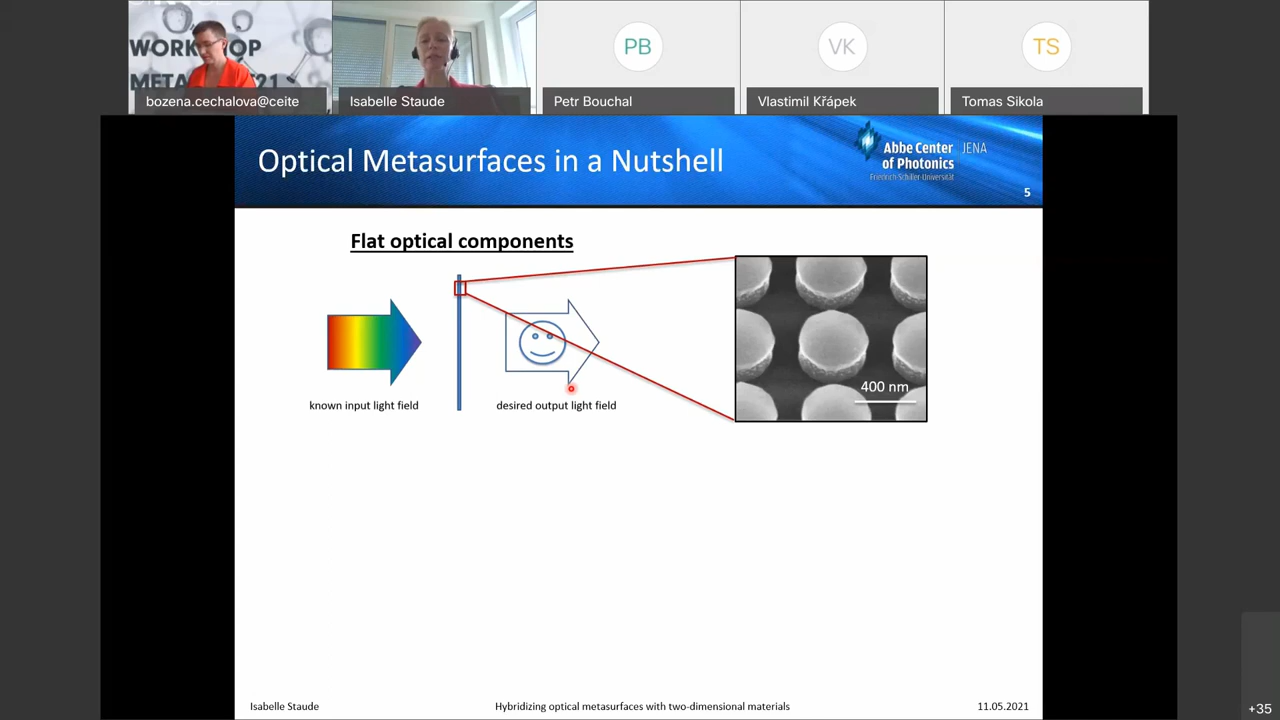 WORKSHOP
bozena.cechalova@ceite
Isabelle Staude
PB
Petr Bouchal
VK
Vlastimil Křápek
TS
Tomas Sikola
Optical Metasurfaces in a Nutshell
Abbe Center JENA
of Photonics
Friedrich-Schiller-Universität
5
Flat optical components
400 nm
known input light field
desired output light field
Isabelle Staude
Hybridizing optical metasurfaces with two-dimensional materials
11.05.2021
+35